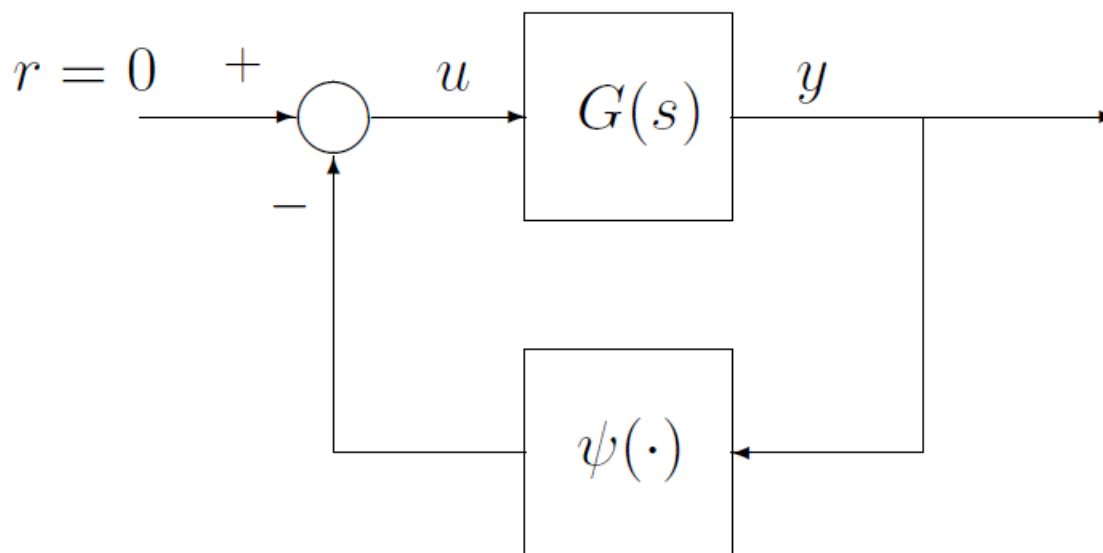 r = 0
+
u
G(s)
y
−
ψ(·)